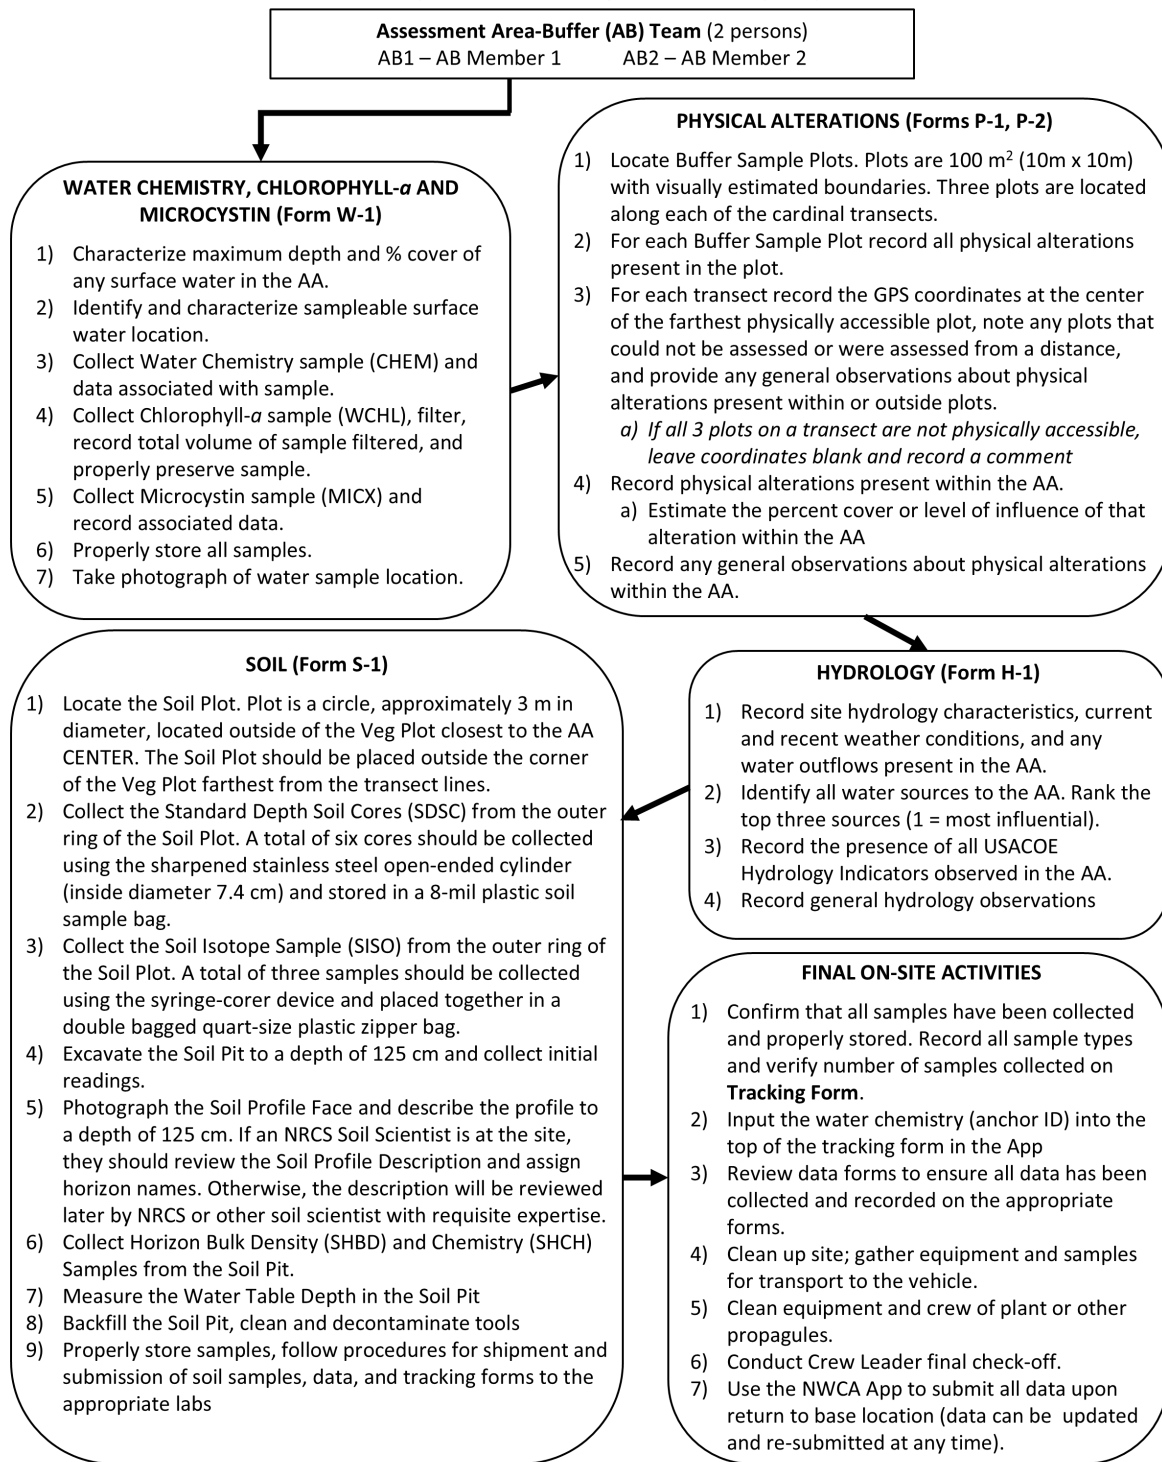 Assessment Area-Buffer (AB) Team (2 persons)
AB1 – AB Member 1 AB2 – AB Member 2
WATER CHEMISTRY, CHLOROPHYLL-a AND
MICROCYSTIN (Form W-1)
1) Characterize maximum depth and % cover of
any surface water in the AA.
2) Identify and characterize sampleable surface
water location.
3) Collect Water Chemistry sample (CHEM) and
data associated with sample.
4) Collect Chlorophyll-a sample (WCHL), filter,
record total volume of sample filtered, and
properly preserve sample.
5) Collect Microcystin sample (MICX) and
record associated data.
6) Properly store all samples.
7) Take photograph of water sample location.
PHYSICAL ALTERATIONS (Forms P-1, P-2)
1) Locate Buffer Sample Plots. Plots are 100 m² (10m x 10m)
with visually estimated boundaries. Three plots are located
along each of the cardinal transects.
2) For each Buffer Sample Plot record all physical alterations
present in the plot.
3) For each transect record the GPS coordinates at the center
of the farthest physically accessible plot, note any plots that
could not be assessed or were assessed from a distance,
and provide any general observations about physical
alterations present within or outside plots.
a) If all 3 plots on a transect are not physically accessible,
leave coordinates blank and record a comment
4) Record physical alterations present within the AA.
a) Estimate the percent cover or level of influence of that
alteration within the AA
5) Record any general observations about physical alterations
within the AA.
HYDROLOGY (Form H-1)
1) Record site hydrology characteristics, current
and recent weather conditions, and any
water outflows present in the AA.
2) Identify all water sources to the AA. Rank the
top three sources (1 = most influential).
3) Record the presence of all USACOE
Hydrology Indicators observed in the AA.
4) Record general hydrology observations
SOIL (Form S-1)
1) Locate the Soil Plot. Plot is a circle, approximately 3 m in
diameter, located outside of the Veg Plot closest to the AA
CENTER. The Soil Plot should be placed outside the corner
of the Veg Plot farthest from the transect lines.
2) Collect the Standard Depth Soil Cores (SDSC) from the outer
ring of the Soil Plot. A total of six cores should be collected
using the sharpened stainless steel open-ended cylinder
(inside diameter 7.4 cm) and stored in a 8-mil plastic soil
sample bag.
3) Collect the Soil Isotope Sample (SISO) from the outer ring of
the Soil Plot. A total of three samples should be collected
using the syringe-corer device and placed together in a
double bagged quart-size plastic zipper bag.
4) Excavate the Soil Pit to a depth of 125 cm and collect initial
readings.
5) Photograph the Soil Profile Face and describe the profile to
a depth of 125 cm. If an NRCS Soil Scientist is at the site,
they should review the Soil Profile Description and assign
horizon names. Otherwise, the description will be reviewed
later by NRCS or other soil scientist with requisite expertise.
6) Collect Horizon Bulk Density (SHBD) and Chemistry (SHCH)
Samples from the Soil Pit.
7) Measure the Water Table Depth in the Soil Pit
8) Backfill the Soil Pit, clean and decontaminate tools
9) Properly store samples, follow procedures for shipment and
submission of soil samples, data, and tracking forms to the
appropriate labs
FINAL ON-SITE ACTIVITIES
1) Confirm that all samples have been collected
and properly stored. Record all sample types
and verify number of samples collected on
Tracking Form.
2) Input the water chemistry (anchor ID) into the
top of the tracking form in the App
3) Review data forms to ensure all data has been
collected and recorded on the appropriate
forms.
4) Clean up site; gather equipment and samples
for transport to the vehicle.
5) Clean equipment and crew of plant or other
propagules.
6) Conduct Crew Leader final check-off.
7) Use the NWCA App to submit all data upon
return to base location (data can be updated
and re-submitted at any time).